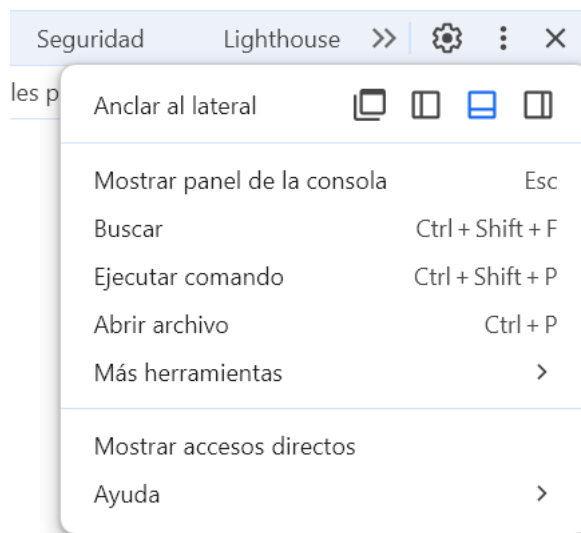 Seguridad Lighthouse
les p
Anclar al lateral
Mostrar panel de la consola Esc
Buscar Ctrl + Shift + F
Ejecutar comando Ctrl + Shift + P
Abrir archivo Ctrl + P
Más herramientas
Mostrar accesos directos
Ayuda